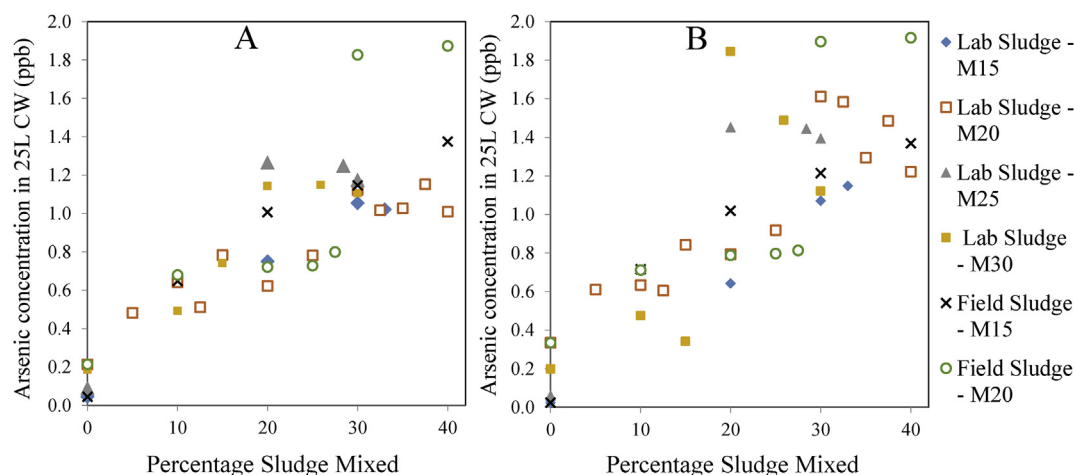 Arsenic concentration in 25L CW (ppb)
2.0
1.8
1.6
1.4
1.2
1.0
0.8
0.6
0.4
0.2
0.0
A
0 10 20 30 40
Percentage Sludge Mixed
Arsenic concentration in 25L CW (ppb)
2.0
1.8
1.6
1.4
1.2
1.0
0.8
0.6
0.4
0.2
0.0
B
0 10 20 30 40
Percentage Sludge Mixed
Lab Sludge -
M15
Lab Sludge -
M20
Lab Sludge -
M25
Lab Sludge
- M30
Field Sludge
- M15
Field Sludge
- M20